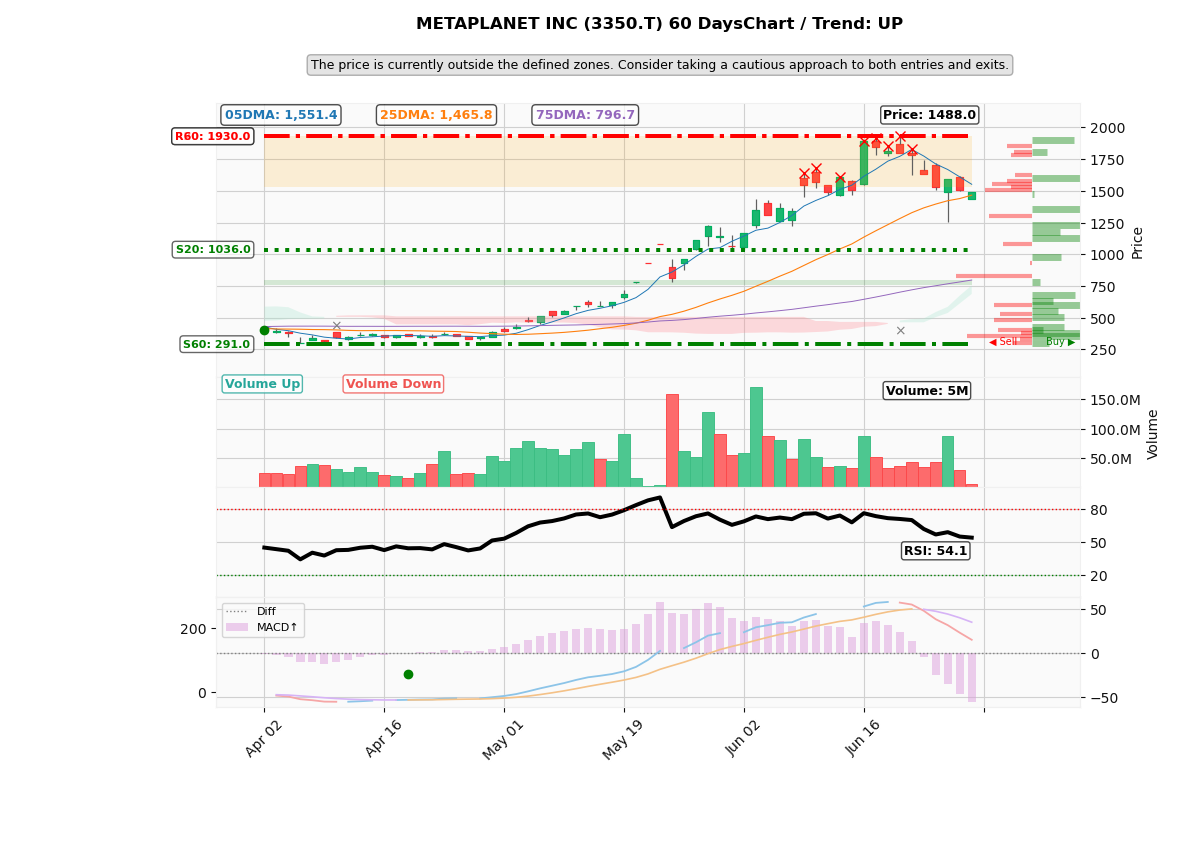 METAPLANET INC (3350.T) 60 DaysChart / Trend: UP
The price is currently outside the defined zones. Consider taking a cautious approach to both entries and exits.
05DMA: 1,551.4
25DMA: 1,465.8
75DMA: 796.7
Price: 1488.0
R60: 1930.0
S20: 1036.0
S60: 291.0
2000
1750
1500
1250
1000
750
500
250
Price
◀ Sell
Buy ▶
Volume Up
Volume Down
Volume: 5M
150.0M
100.0M
50.0M
Volume
80
50
20
RSI: 54.1
Diff
MACD↑
200
0
50
0
−50
Apr 02
Apr 16
May 01
May 19
Jun 02
Jun 16